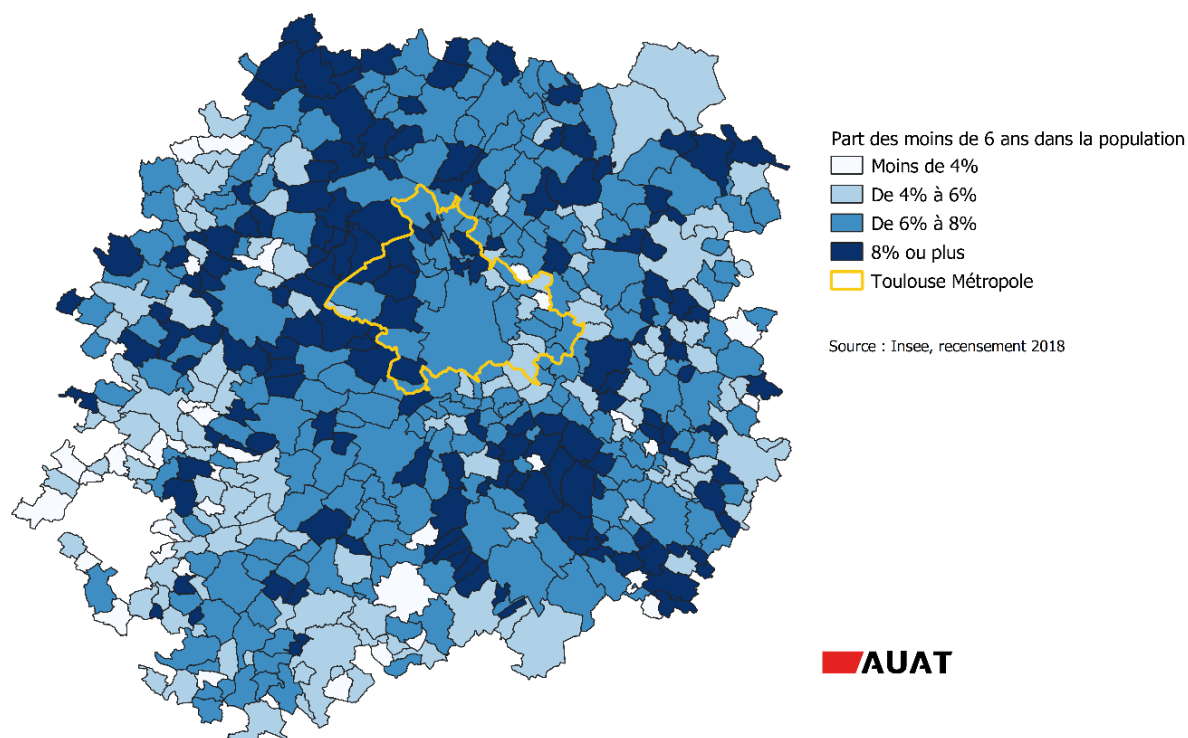 Part des moins de 6 ans dans la population
Moins de 4%
De 4% à 6%
De 6% à 8%
8% ou plus
Toulouse Métropole
Source : Insee, recensement 2018
AUAT